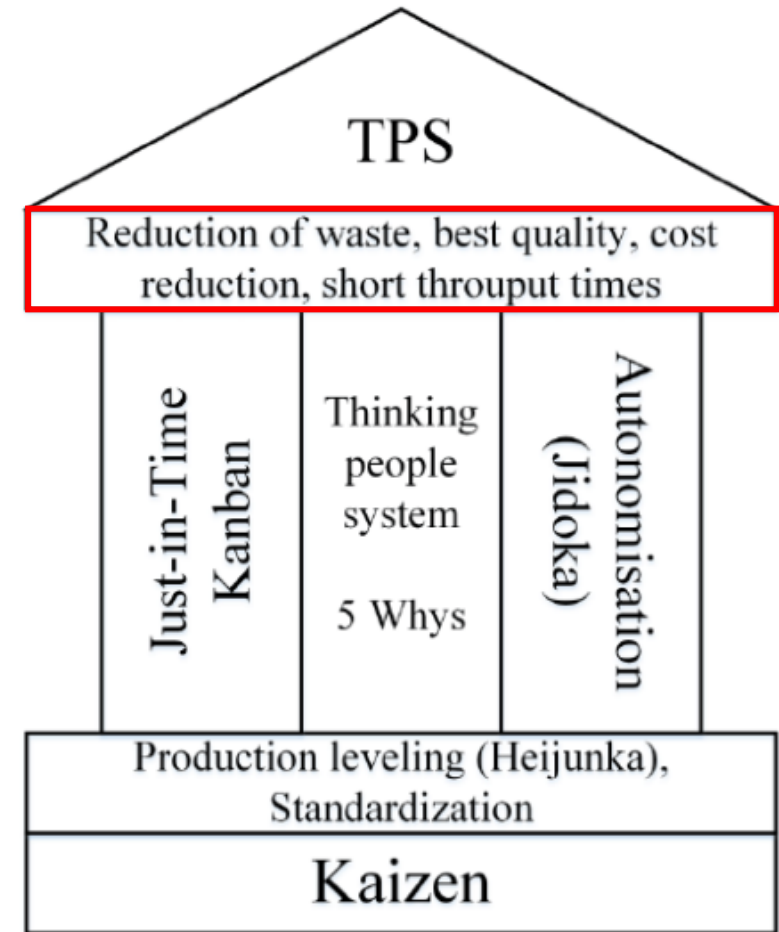 TPS
Reduction of waste, best quality, cost
reduction, short throuput times
Just-in-Time
Kanban
Thinking
people
system
5 Whys
Autonomisation
(Jidoka)
Production leveling (Heijunka),
Standardization
Kaizen